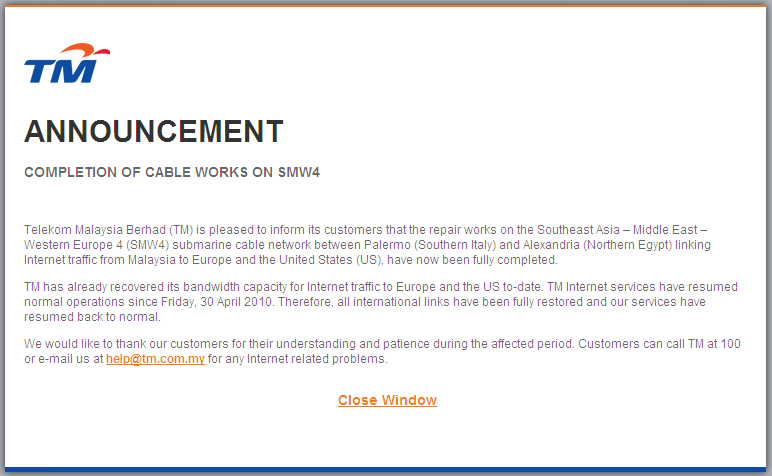 TM
ANNOUNCEMENT
COMPLETION OF CABLE WORKS ON SMW4
Telekom Malaysia Berhad (TM) is pleased to inform its customers that the repair works on the Southeast Asia – Middle East –
Western Europe 4 (SMW4) submarine cable network between Palermo (Southern Italy) and Alexandria (Northern Egypt) linking
Internet traffic from Malaysia to Europe and the United States (US), have now been fully completed.
TM has already recovered its bandwidth capacity for Internet traffic to Europe and the US to-date. TM Internet services have resumed
normal operations since Friday, 30 April 2010. Therefore, all international links have been fully restored and our services have
resumed back to normal.
We would like to thank our customers for their understanding and patience during the affected period. Customers can call TM at 100
or e-mail us at help@tm.com.my for any Internet related problems.
Close Window